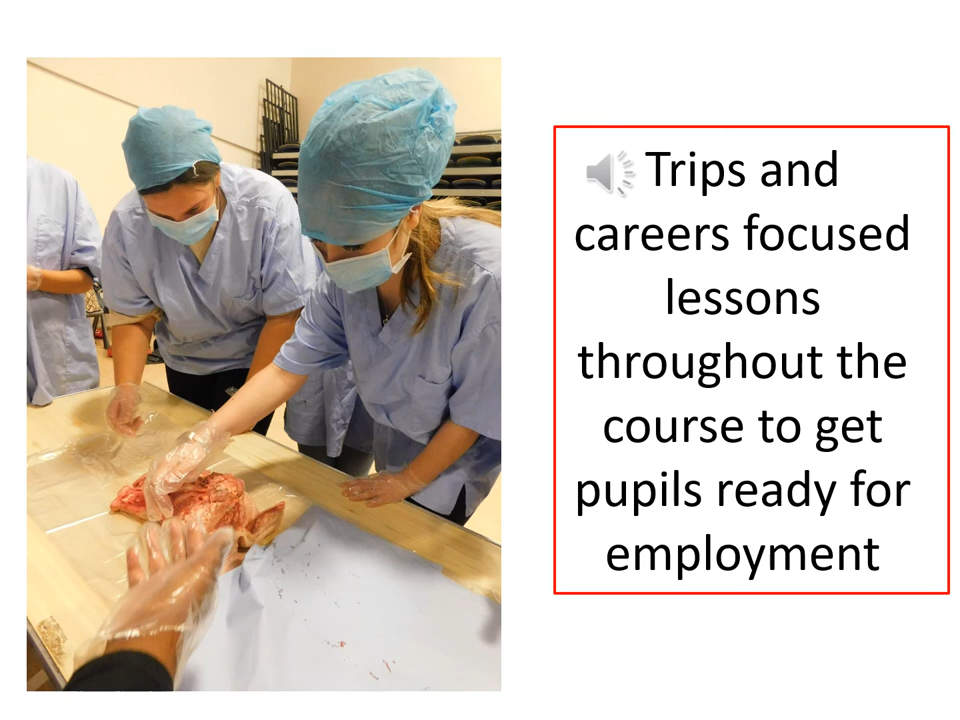 Trips and
careers focused
lessons
throughout the
course to get
pupils ready for
employment